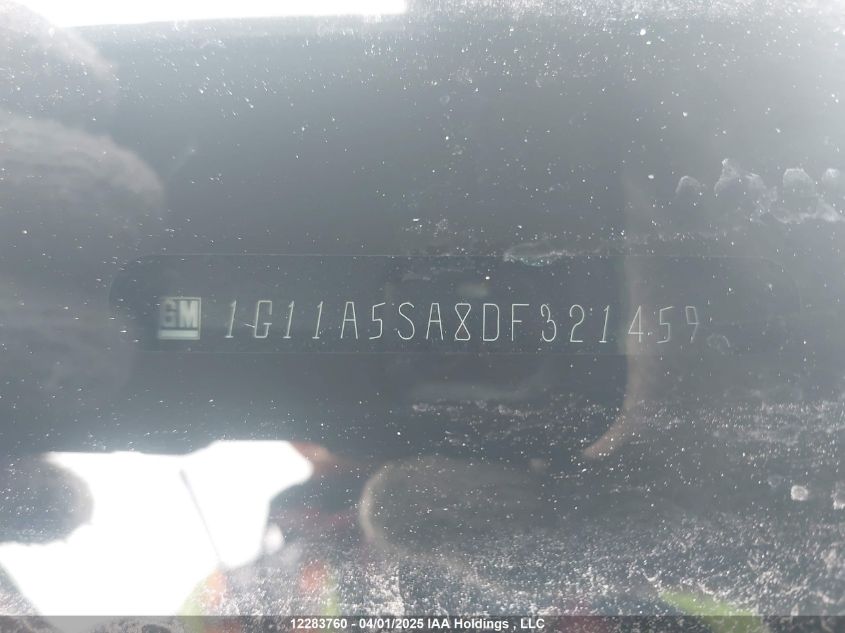 GM 1G11A5SA8DF321459
12283760 - 04/01/2025 IAA Holdings , LLC